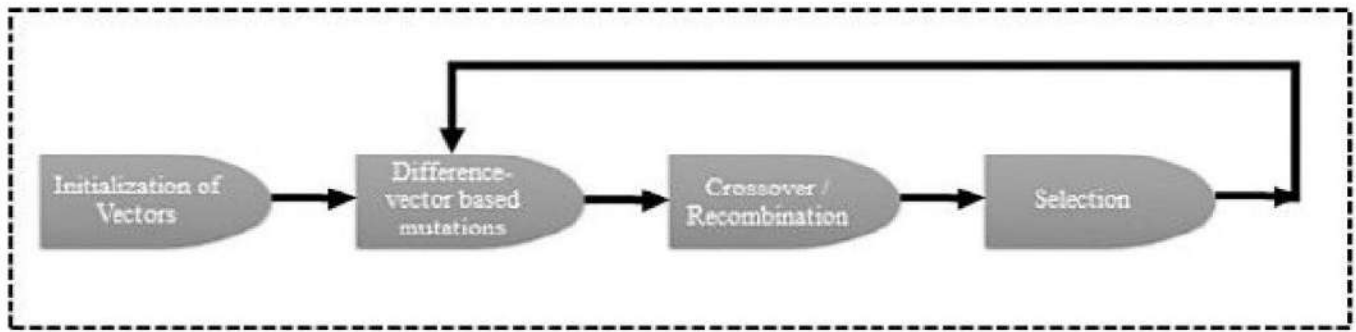 Initialization of
Vectors
Difference-
vector based
mutations
Crossover /
Recombination
Selection